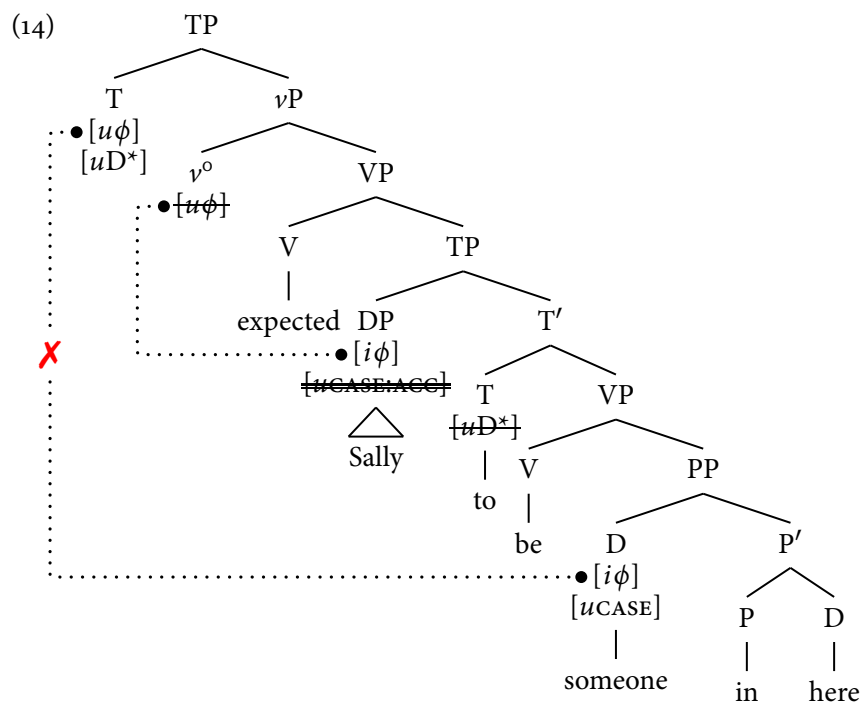 (14) TP
T νP
[uϕ]
[uD*]
ν° VP
[uϕ]
V TP
expected DP T′
✗ [iϕ]
[uCASE:ACC] T VP
[uD*]
Sally V PP
to
be D P′
[iϕ]
[uCASE] P D
someone in here